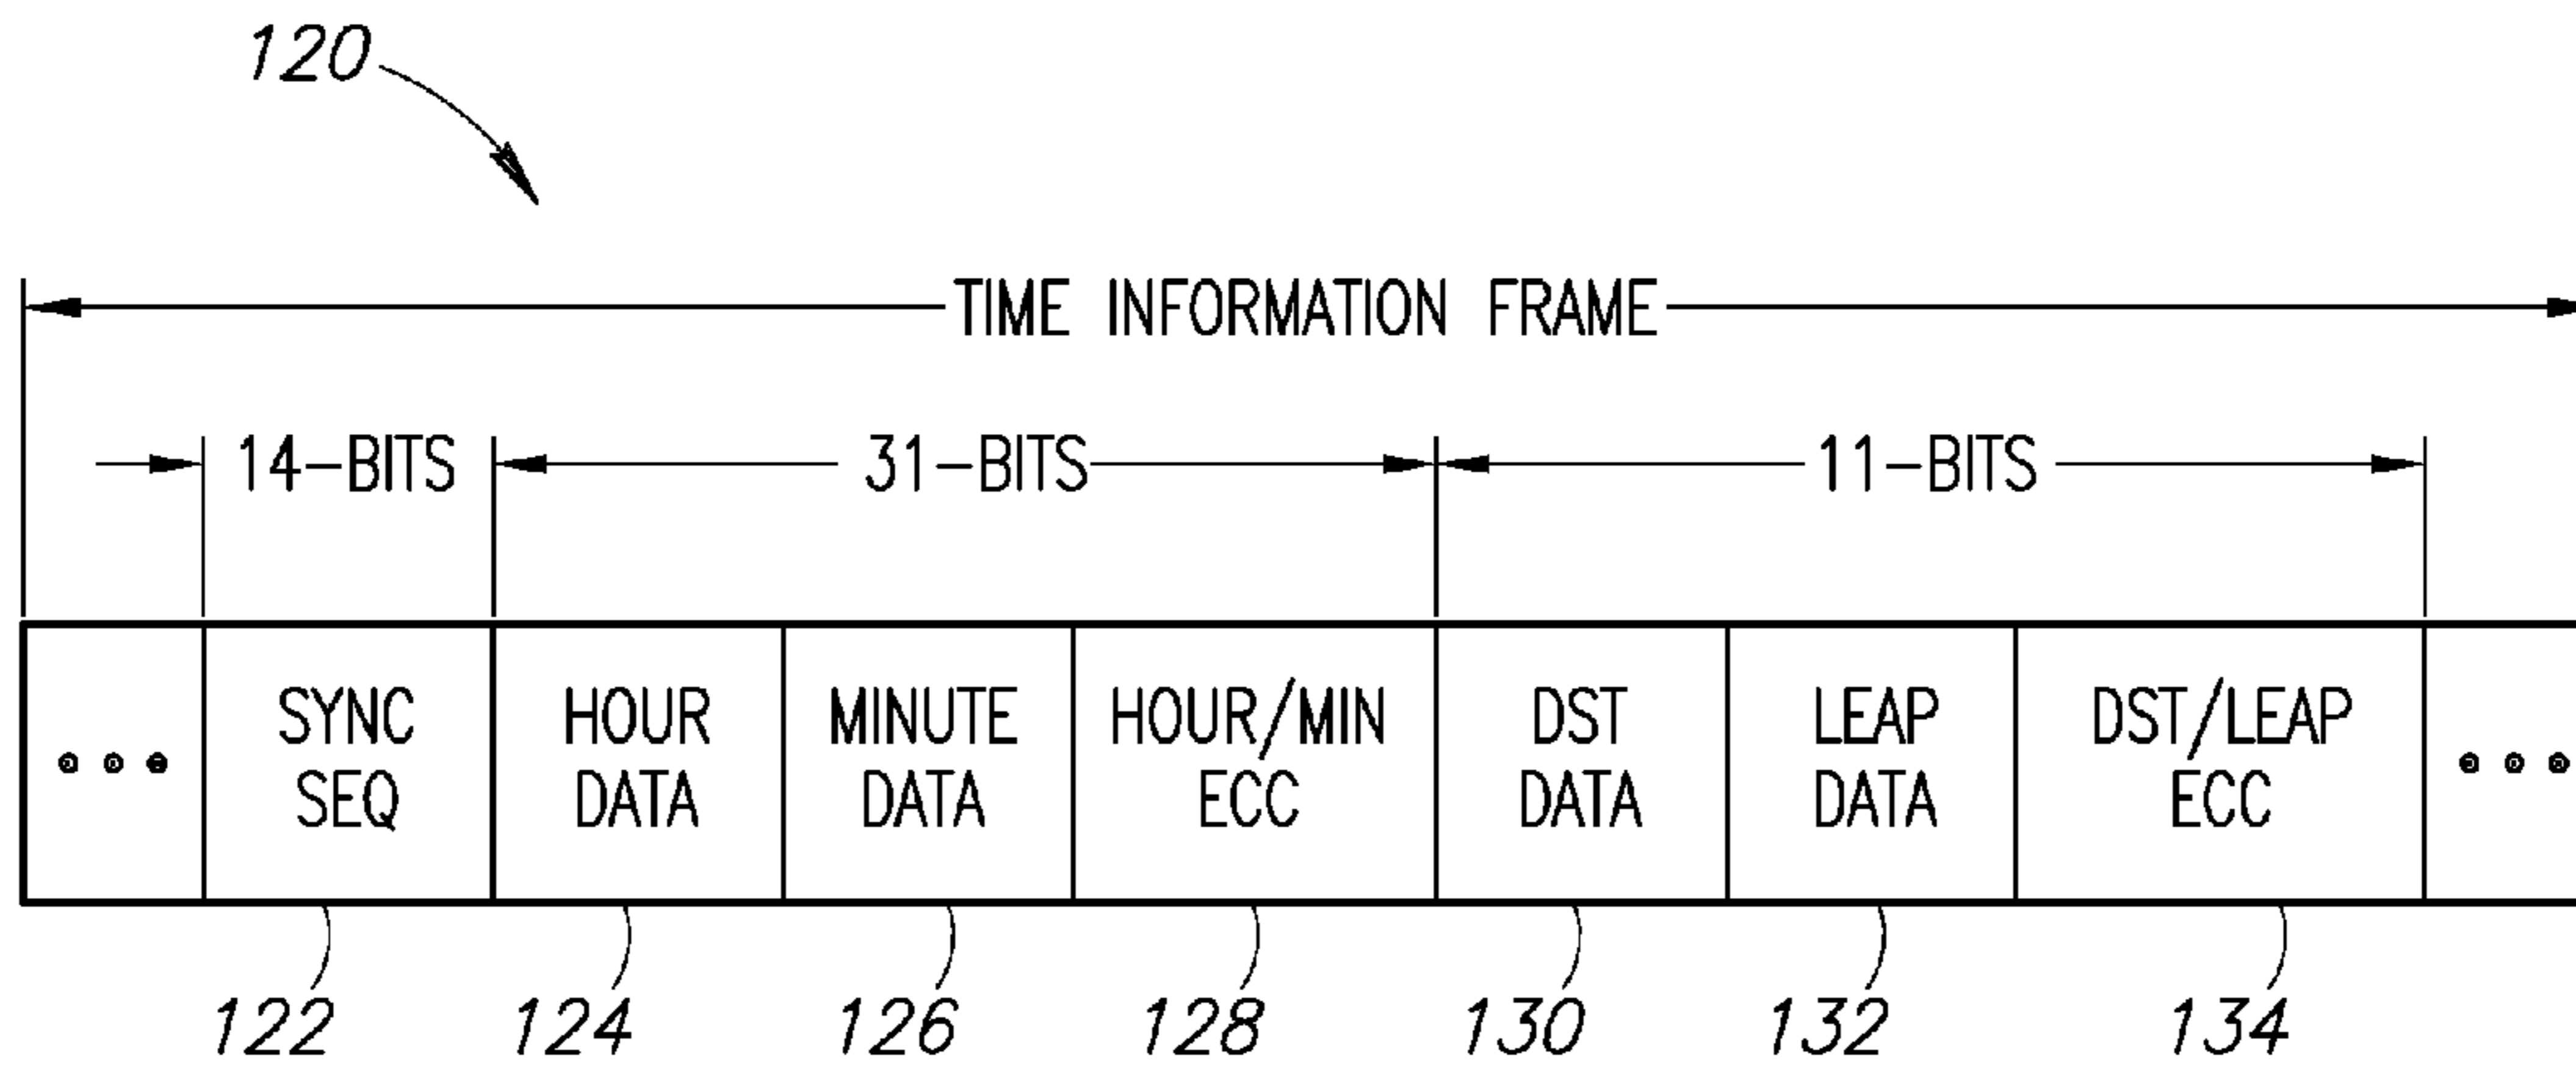 120
TIME INFORMATION FRAME
14-BITS 31-BITS 11-BITS
SYNC SEQ
HOUR DATA
MINUTE DATA
HOUR/MIN ECC
DST DATA
LEAP DATA
DST/LEAP ECC
122 124 126 128 130 132 134